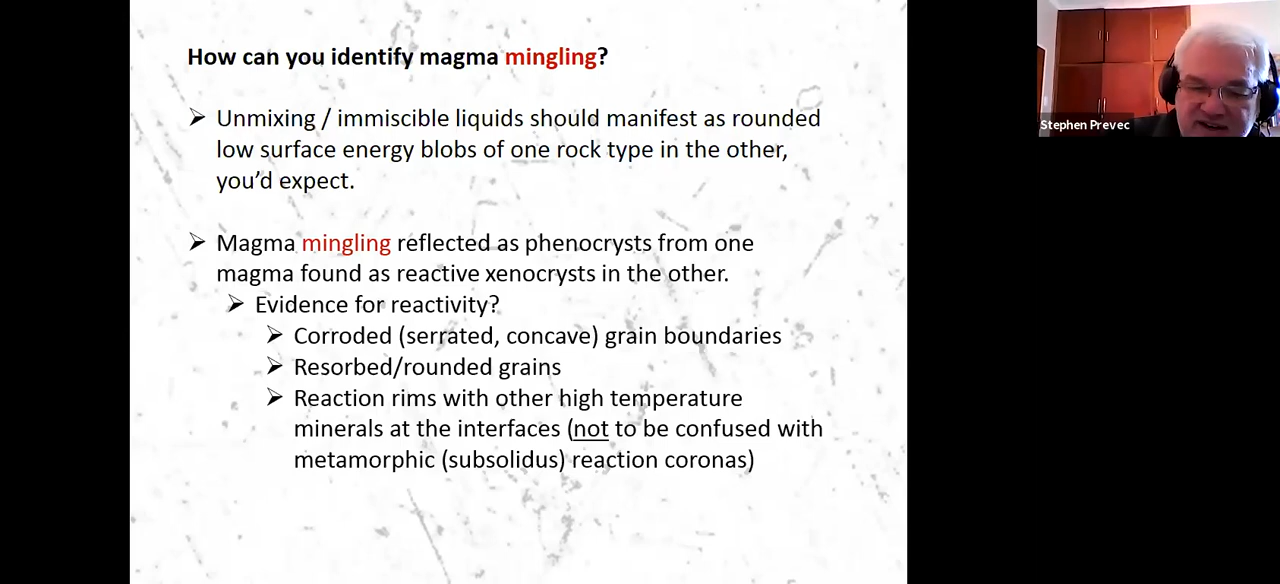 How can you identify magma mingling?
➢ Unmixing / immiscible liquids should manifest as rounded
low surface energy blobs of one rock type in the other,
you’d expect.
➢ Magma mingling reflected as phenocrysts from one
magma found as reactive xenocrysts in the other.
➢ Evidence for reactivity?
➢ Corroded (serrated, concave) grain boundaries
➢ Resorbed/rounded grains
➢ Reaction rims with other high temperature
minerals at the interfaces (not to be confused with
metamorphic (subsolidus) reaction coronas)
Stephen Prevec